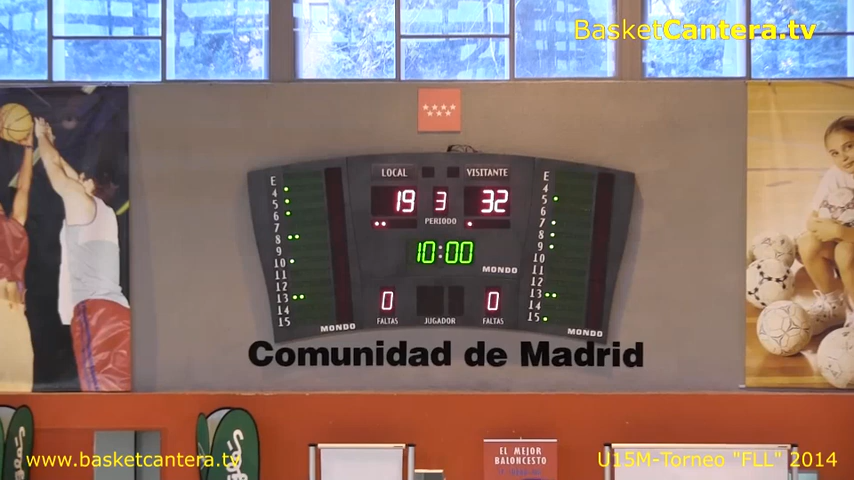 BasketCantera.tv
LOCAL VISITANTE
19 3 32
PERIODO
10:00
MONDO
E
4
5
6
7
8
9
10
11
12
13
14
15
MONDO
E
4
5
6
7
8
9
10
11
12
13
14
15
MONDO
0 0
FALTAS JUGADOR FALTAS
Comunidad de Madrid
EL MEJOR
BALONCESTO
www.basketcantera.tv
U15M-Torneo "FLL" 2014